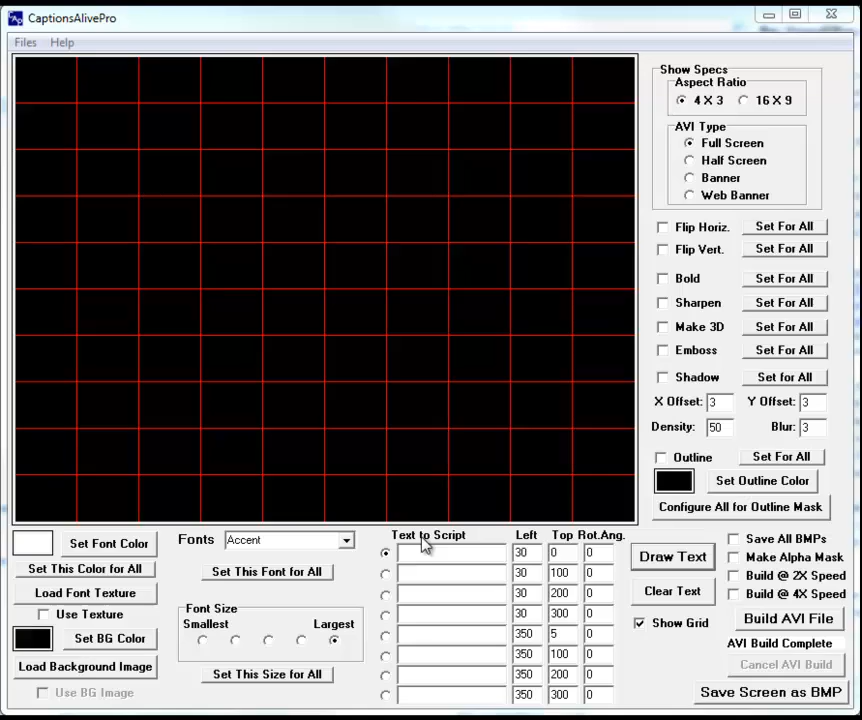 CaptionsAlivePro
Files Help
Show Specs
Aspect Ratio
4 X 3 16 X 9
AVI Type
Full Screen
Half Screen
Banner
Web Banner
Flip Horiz. Set For All
Flip Vert. Set For All
Bold Set For All
Sharpen Set For All
Make 3D Set For All
Emboss Set For All
Shadow Set for All
X Offset: 3 Y Offset: 3
Density: 50 Blur: 3
Outline Set For All
Set Outline Color
Configure All for Outline Mask
Set Font Color
Set This Color for All
Load Font Texture
Use Texture
Set BG Color
Load Background Image
Use BG Image
Fonts Accent
Set This Font for All
Font Size
Smallest Largest
Set This Size for All
Text to Script Left Top Rot.Ang.
30 0 0
30 100 0
30 200 0
30 300 0
350 5 0
350 100 0
350 200 0
350 300 0
Draw Text
Clear Text
Show Grid
Save All BMPs
Make Alpha Mask
Build @ 2X Speed
Build @ 4X Speed
Build AVI File
AVI Build Complete
Cancel AVI Build
Save Screen as BMP